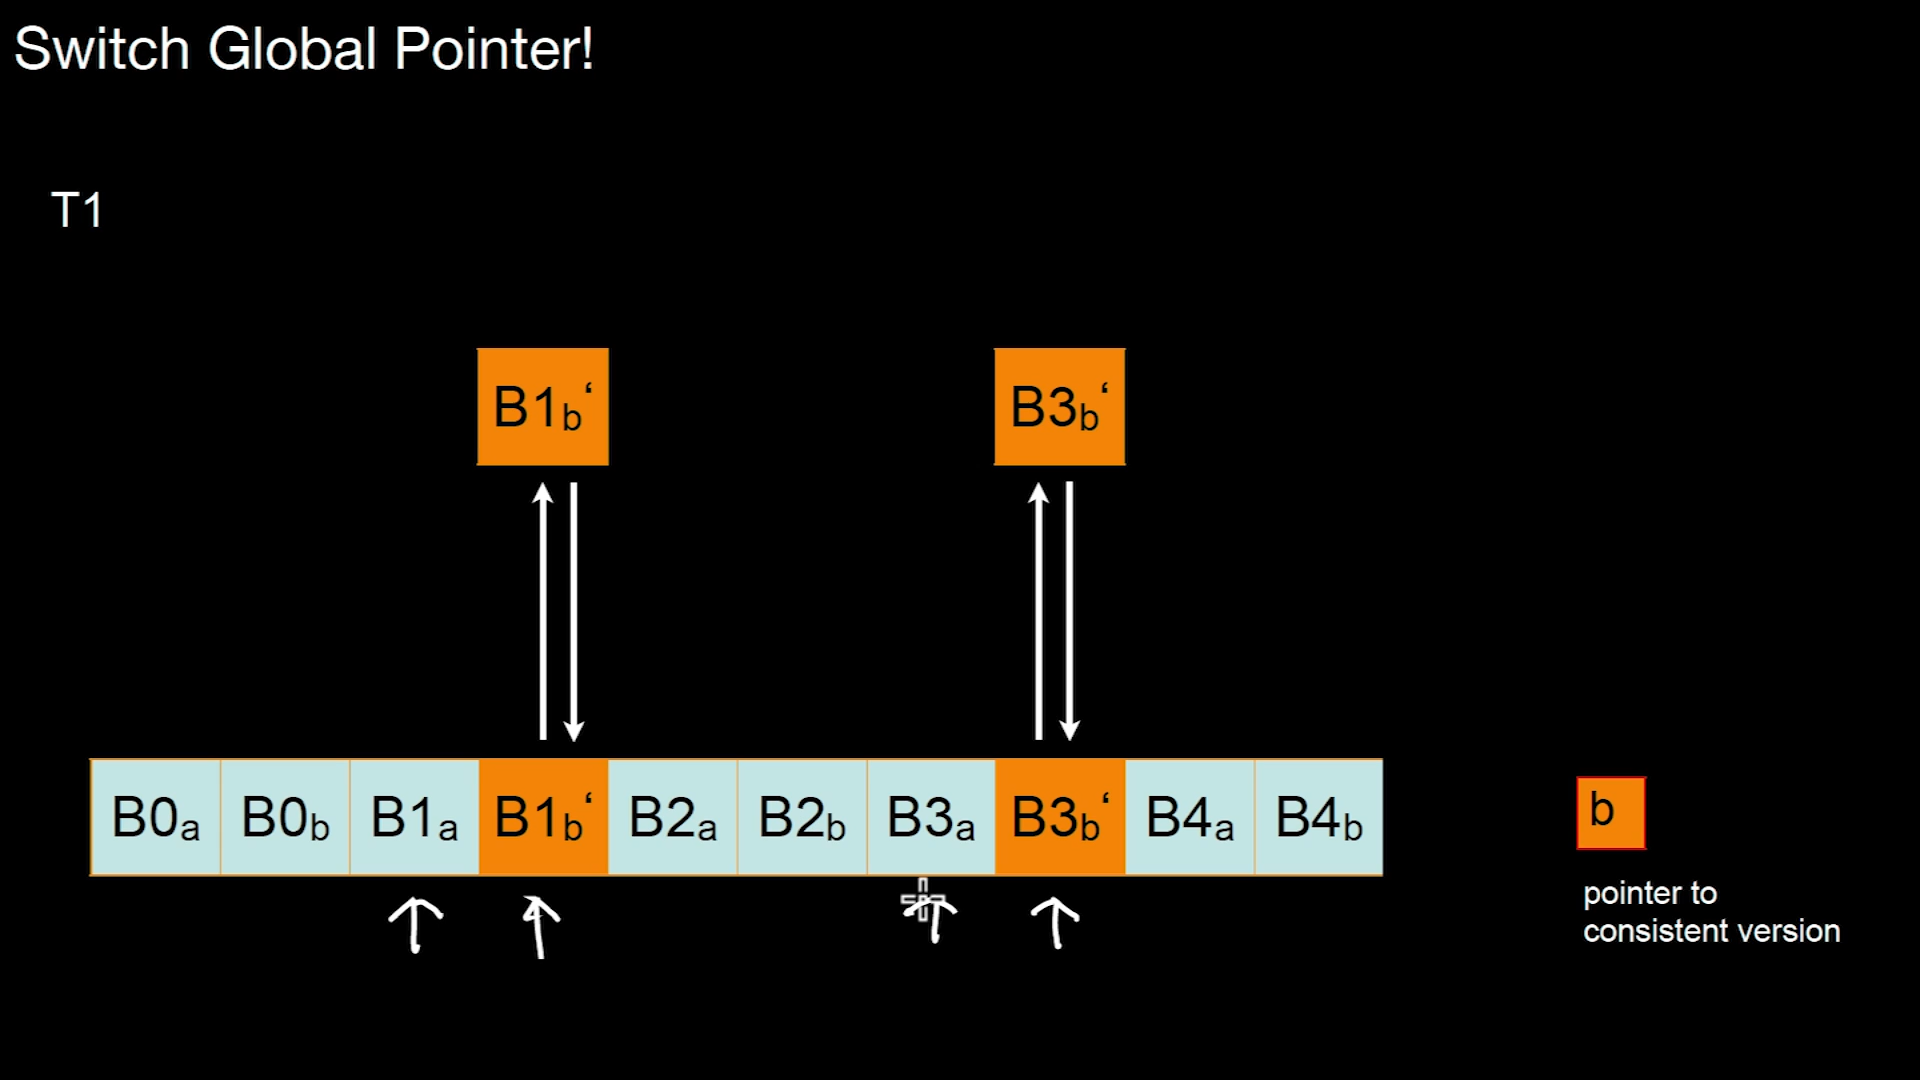 Switch Global Pointer!
T1
B1b‘ B3b‘
B0a B0b B1a B1b‘ B2a B2b B3a B3b‘ B4a B4b
b
pointer to
consistent version